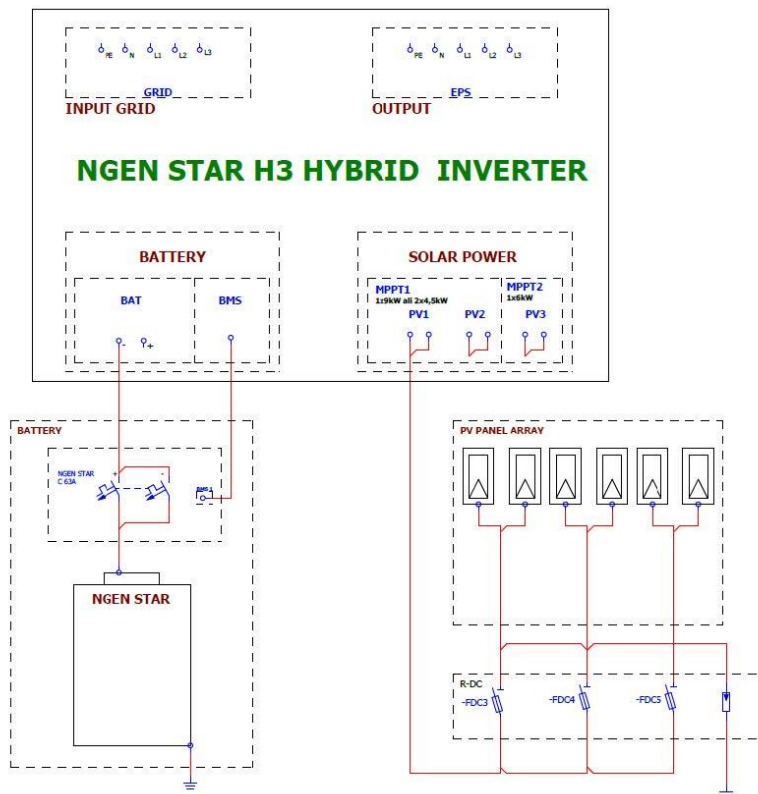 PE N L1 L2 L3
PE N L1 L2 L3
GRID
EPS
INPUT GRID
OUTPUT
NGEN STAR H3 HYBRID INVERTER
BATTERY
SOLAR POWER
BAT
BMS
MPPT1
1x9kW ali 2x4,5kW
MPPT2
1x6kW
PV1
PV2
PV3
- +
BATTERY
PV PANEL ARRAY
NGEN STAR
C 63A
+ -
BMS 1
NGEN STAR
R-DC
-FDC3
-FDC4
-FDC5